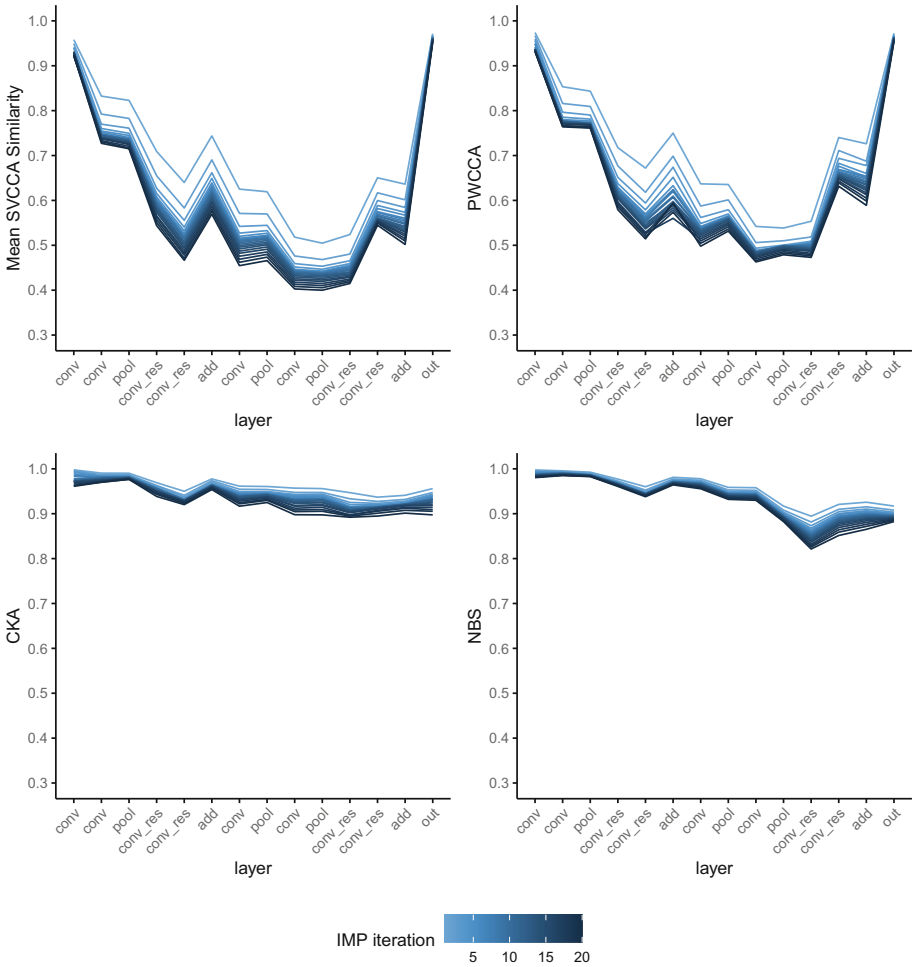 Mean SVCCA Similarity
1.0
0.9
0.8
0.7
0.6
0.5
0.4
0.3
conv
conv
pool
conv_res
conv_res
add
conv
pool
conv
pool
conv_res
conv_res
add
out
layer
PWCCA
1.0
0.9
0.8
0.7
0.6
0.5
0.4
0.3
conv
conv
pool
conv_res
conv_res
add
conv
pool
conv
pool
conv_res
conv_res
add
out
layer
CKA
1.0
0.9
0.8
0.7
0.6
0.5
0.4
0.3
conv
conv
pool
conv_res
conv_res
add
conv
pool
conv
pool
conv_res
conv_res
add
out
layer
NBS
1.0
0.9
0.8
0.7
0.6
0.5
0.4
0.3
conv
conv
pool
conv_res
conv_res
add
conv
pool
conv
pool
conv_res
conv_res
add
out
layer
IMP iteration
5 10 15 20